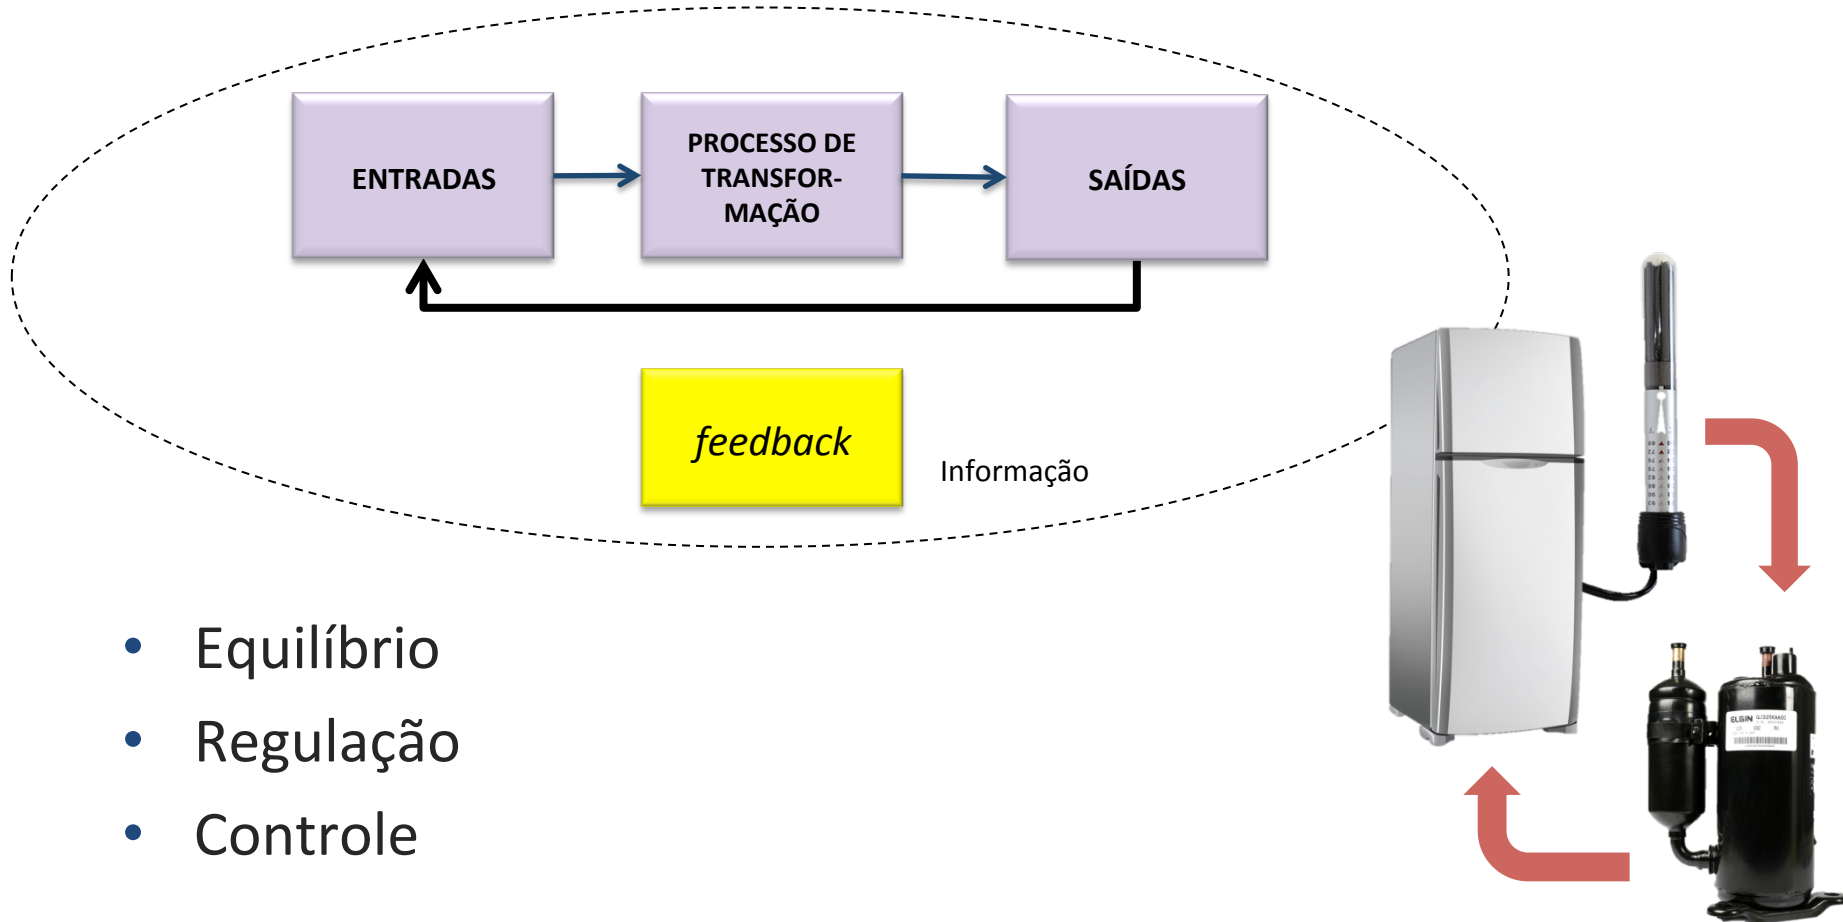 ENTRADAS
PROCESSO DE
TRANSFOR-
MAÇÃO
SAÍDAS
feedback
Informação
• Equilíbrio
• Regulação
• Controle
ELGIN